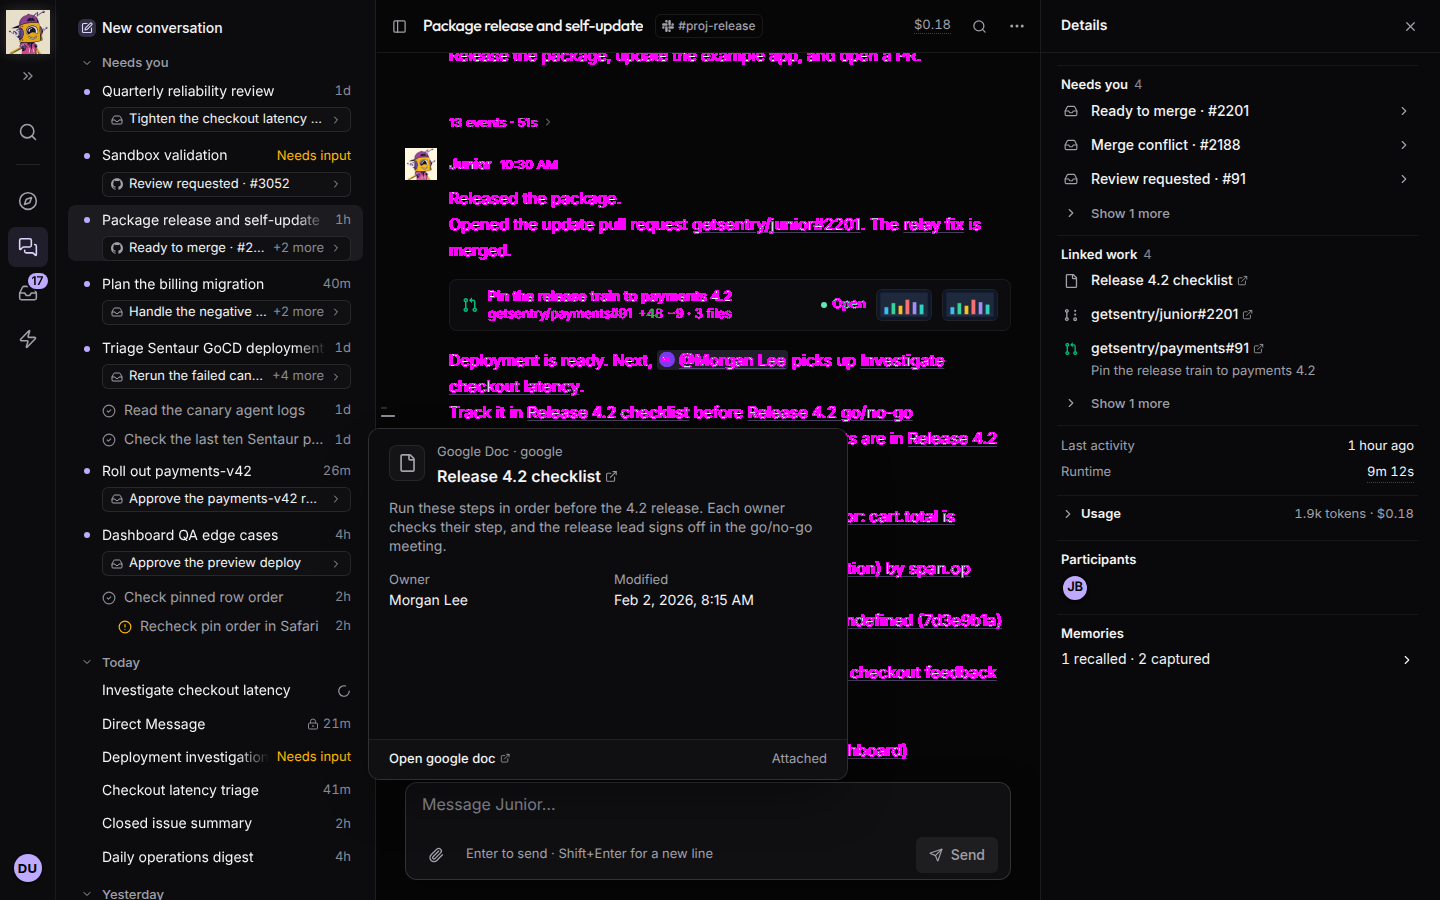 New conversation
Needs you
Quarterly reliability review 1d
Tighten the checkout latency ...
Sandbox validation Needs input
Review requested · #3052
Package release and self-update 1h
Ready to merge · #2... +2 more
Plan the billing migration 40m
Handle the negative ... +2 more
Triage Sentaur GoCD deployment 1d
Rerun the failed can... +4 more
Read the canary agent logs 1d
Check the last ten Sentaur p... 1d
Roll out payments-v42 26m
Approve the payments-v42 r...
Dashboard QA edge cases 4h
Approve the preview deploy
Check pinned row order 2h
Recheck pin order in Safari 2h
Today
Investigate checkout latency
Direct Message 21m
Deployment investigation Needs input
Checkout latency triage 41m
Closed issue summary 2h
Daily operations digest 4h
Yesterday
17
DU
Package release and self-update #proj-release $0.18
Release the package, update the example app, and open a PR.
13 events · 51s
Junior 10:30 AM
Released the package.
Opened the update pull request getsentry/junior#2201. The relay fix is
merged.
Pin the release train to payments 4.2
getsentry/payments#91 +48 −9 · 3 files
Open
Deployment is ready. Next, @Morgan Lee picks up Investigate
checkout latency.
Track it in Release 4.2 checklist before Release 4.2 go/no-go
are in Release 4.2
or: cart.total is
tion) by span.op
ndefined (7d3e9b1a)
checkout feedback
hboard)
Google Doc · google
Release 4.2 checklist
Run these steps in order before the 4.2 release. Each owner
checks their step, and the release lead signs off in the go/no-go
meeting.
Owner Modified
Morgan Lee Feb 2, 2026, 8:15 AM
Open google doc Attached
Message Junior...
Enter to send · Shift+Enter for a new line
Send
Details
Needs you 4
Ready to merge · #2201
Merge conflict · #2188
Review requested · #91
Show 1 more
Linked work 4
Release 4.2 checklist
getsentry/junior#2201
getsentry/payments#91
Pin the release train to payments 4.2
Show 1 more
Last activity 1 hour ago
Runtime 9m 12s
Usage 1.9k tokens · $0.18
Participants
JB
Memories
1 recalled · 2 captured